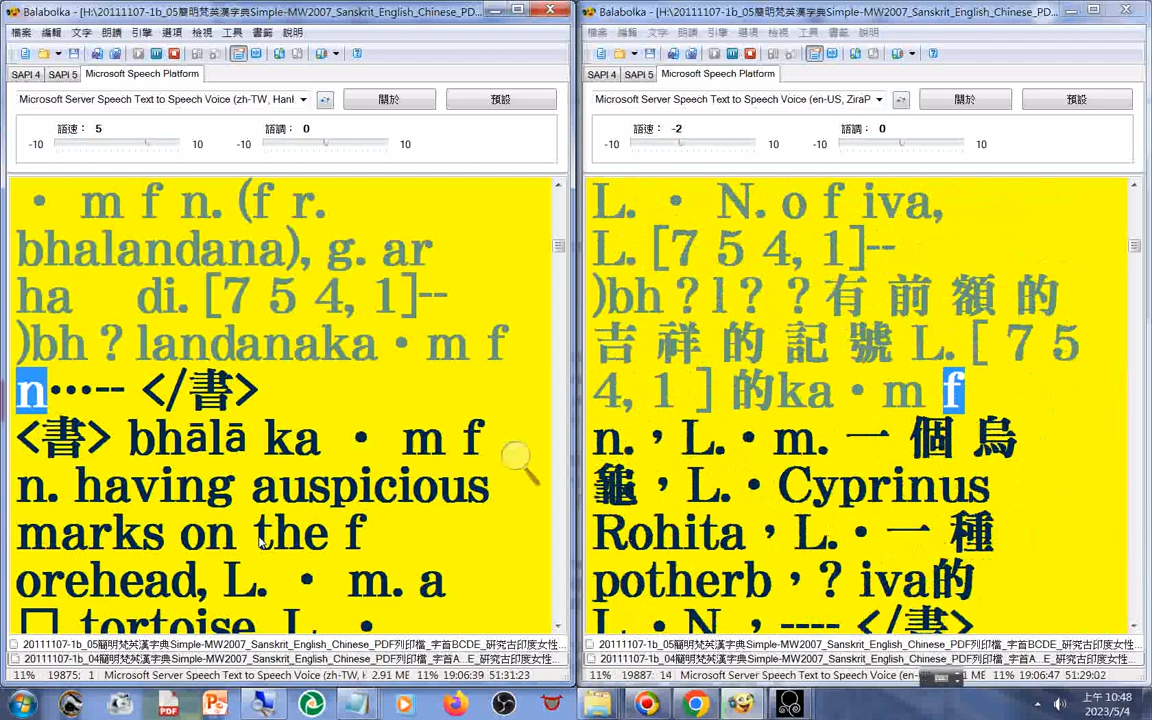 Balabolka - [H:\20111107-1b_05簡明梵英漢字典Simple-MW2007_Sanskrit_English_Chinese_PD...
檔案 編輯 文字 朗讀 引擎 選項 檢視 工具 書籤 說明
SAPI 4 SAPI 5 Microsoft Speech Platform
Microsoft Server Speech Text to Speech Voice (zh-TW, HanI 關於 預設
語速： 5 語調： 0
-10 10 -10 10
• m f n. (f r.
bhalandana), g. ar
ha di. [7 5 4, 1]--
)bh ? landanaka • m f
n…-- </書>
<書> bhālā ka • m f
n. having auspicious
marks on the f
orehead, L. • m. a
□ tortoise, L. •
20111107-1b_05簡明梵英漢字典Simple-MW2007_Sanskrit_English_Chinese_PDF列印檔_字首BCDE_研究古印度女性...
20111107-1b_04簡明梵英漢字典Simple-MW2007_Sanskrit_English_Chinese_PDF列印檔_字首A...E_研究古印度女性...
11% 19875: 1 Microsoft Server Speech Text to Speech Voice (zh-TW, H 2.91 ME 11% 19:06:39 51:31:23
Balabolka - [H:\20111107-1b_05簡明梵英漢字典Simple-MW2007_Sanskrit_English_Chinese_PD...
檔案 編輯 文字 朗讀 引擎 選項 檢視 工具 書籤 說明
SAPI 4 SAPI 5 Microsoft Speech Platform
Microsoft Server Speech Text to Speech Voice (en-US, ZiraP 關於 預設
語速： -2 語調： 0
-10 10 -10 10
L. • N. o f iva,
L. [7 5 4, 1]--
)bh ? l ? ? 有 前 額 的
吉 祥 的 記 號 L. [ 7 5
4, 1 ] 的ka • m f
n.，L. • m. 一 個 烏
龜，L. • Cyprinus
Rohita，L. • 一 種
potherb，? iva的
L. • N.，---- </書>
20111107-1b_05簡明梵英漢字典Simple-MW2007_Sanskrit_English_Chinese_PDF列印檔_字首BCDE_研究古印度女性...
20111107-1b_04簡明梵英漢字典Simple-MW2007_Sanskrit_English_Chinese_PDF列印檔_字首A...E_研究古印度女性...
11% 19887: 14 Microsoft Server Speech Text to Speech Voice (en-U ME 11% 19:06:47 51:29:02
上午 10:48
2023/5/4